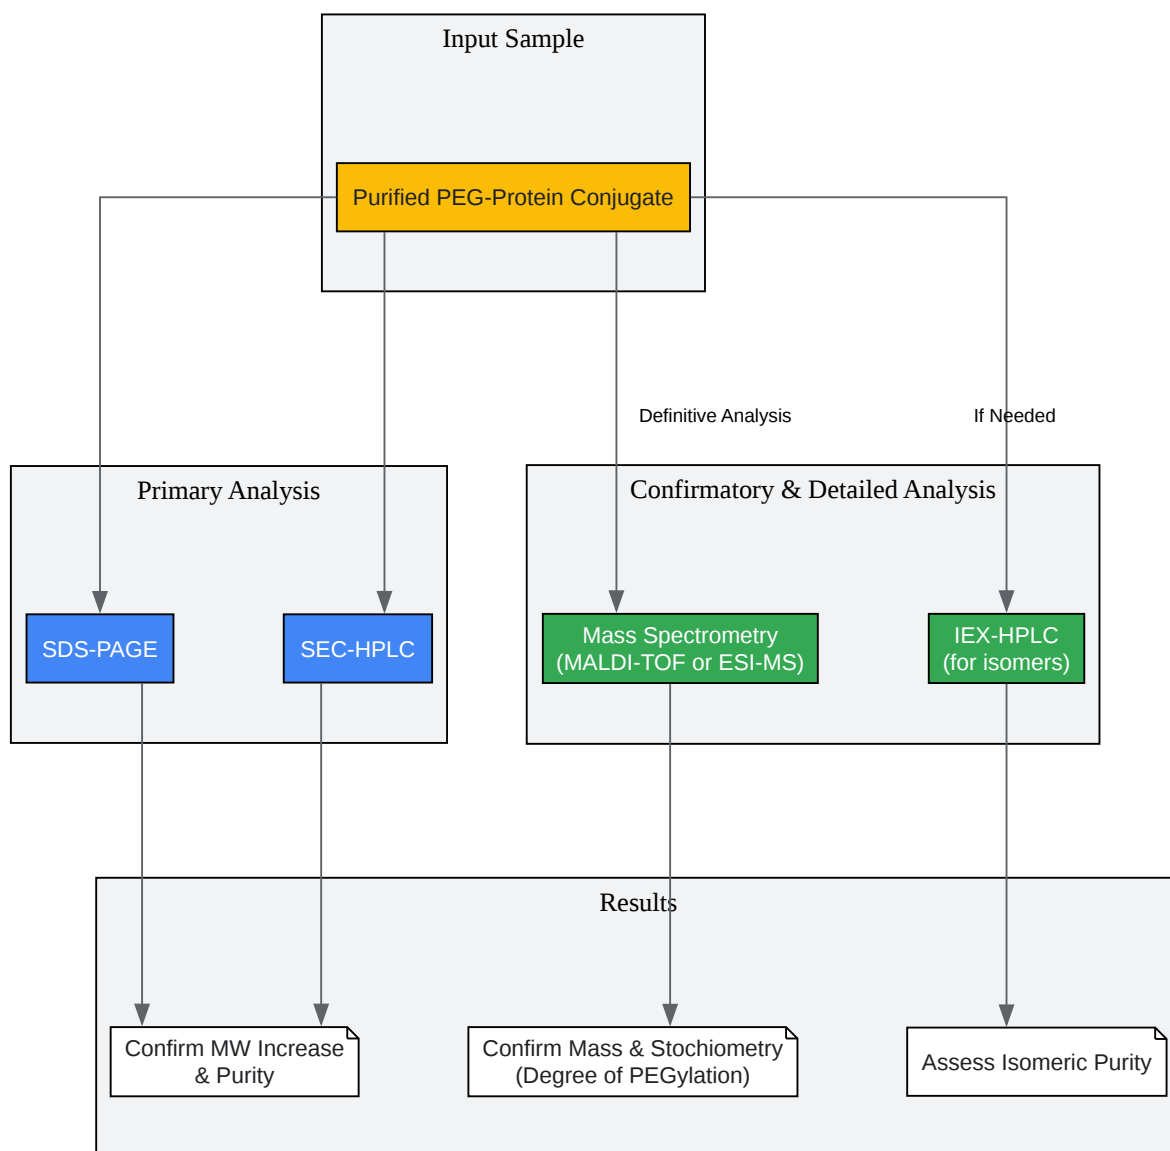 Input Sample
Purified PEG-Protein Conjugate
Definitive Analysis
If Needed
Primary Analysis
Confirmatory & Detailed Analysis
SDS-PAGE
SEC-HPLC
Mass Spectrometry
(MALDI-TOF or ESI-MS)
IEX-HPLC
(for isomers)
Results
Confirm MW Increase
& Purity
Confirm Mass & Stochiometry
(Degree of PEGylation)
Assess Isomeric Purity